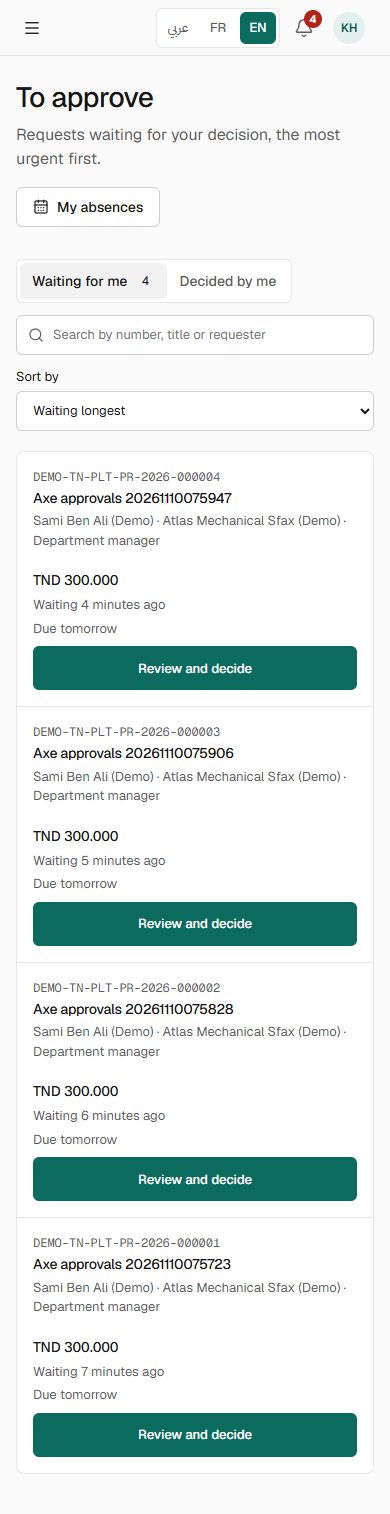 عربي
FR
EN
4
KH
To approve
Requests waiting for your decision, the most
urgent first.
My absences
Waiting for me 4
Decided by me
Search by number, title or requester
Sort by
Waiting longest
DEMO-TN-PLT-PR-2026-000004
Axe approvals 20261110075947
Sami Ben Ali (Demo) · Atlas Mechanical Sfax (Demo) ·
Department manager
TND 300.000
Waiting 4 minutes ago
Due tomorrow
Review and decide
DEMO-TN-PLT-PR-2026-000003
Axe approvals 20261110075906
Sami Ben Ali (Demo) · Atlas Mechanical Sfax (Demo) ·
Department manager
TND 300.000
Waiting 5 minutes ago
Due tomorrow
Review and decide
DEMO-TN-PLT-PR-2026-000002
Axe approvals 20261110075828
Sami Ben Ali (Demo) · Atlas Mechanical Sfax (Demo) ·
Department manager
TND 300.000
Waiting 6 minutes ago
Due tomorrow
Review and decide
DEMO-TN-PLT-PR-2026-000001
Axe approvals 20261110075723
Sami Ben Ali (Demo) · Atlas Mechanical Sfax (Demo) ·
Department manager
TND 300.000
Waiting 7 minutes ago
Due tomorrow
Review and decide